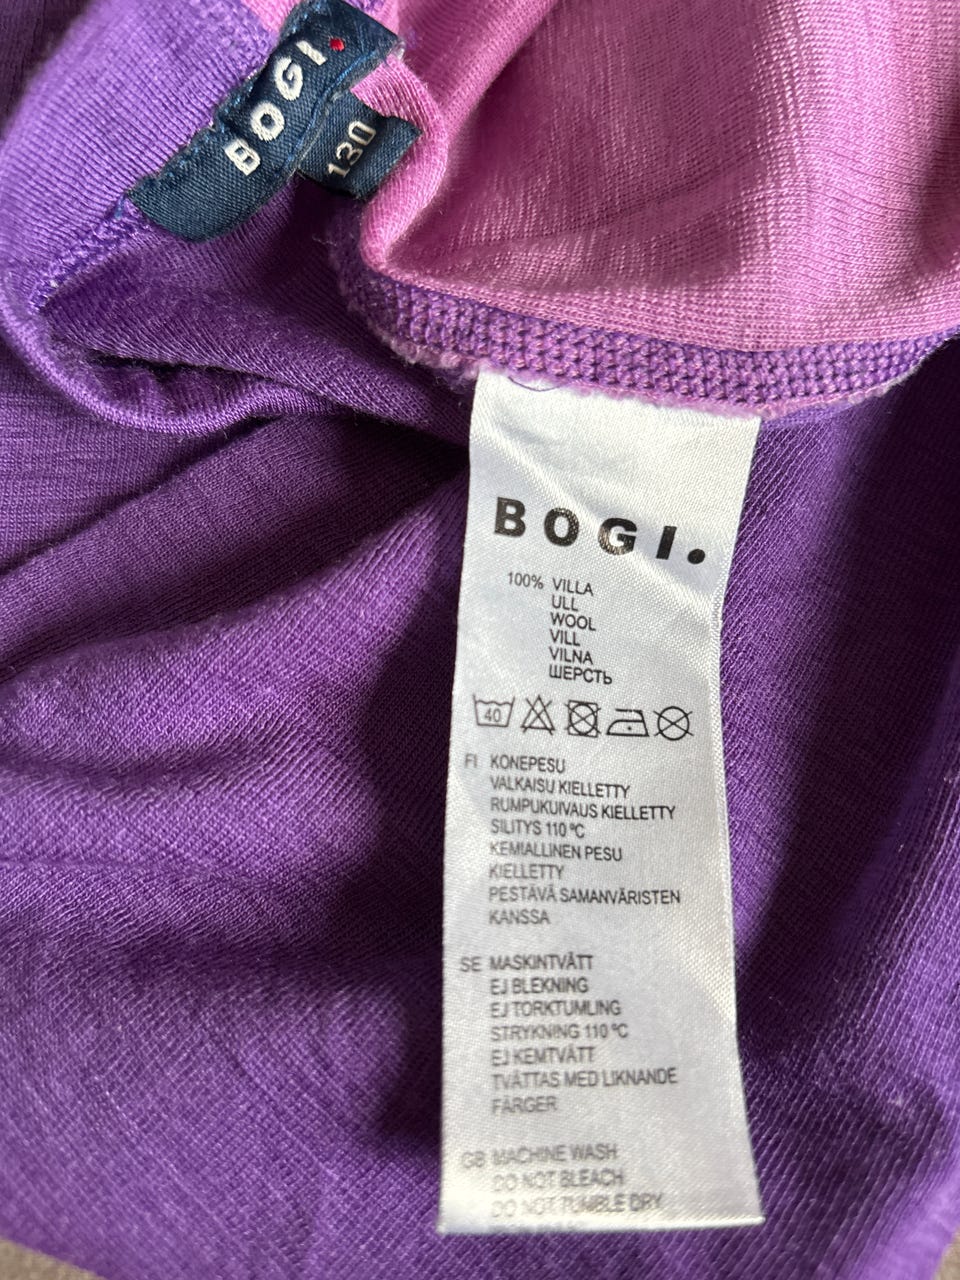 BOGI.
130
BOGI.
100% VILLA
ULL
WOOL
VILL
VILNA
ШЕРСТЬ
40
FI KONEPESU
VALKAISU KIELLETTY
RUMPUKUIVAUS KIELLETTY
SILITYS 110 ºC
KEMIALLINEN PESU
KIELLETTY
PESTÄVÄ SAMANVÄRISTEN
KANSSA
SE MASKINTVÄTT
EJ BLEKNING
EJ TORKTUMLING
STRYKNING 110 ºC
EJ KEMTVÄTT
TVÄTTAS MED LIKNANDE
FÄRGER
GB MACHINE WASH
DO NOT BLEACH
DO NOT TUMBLE DRY